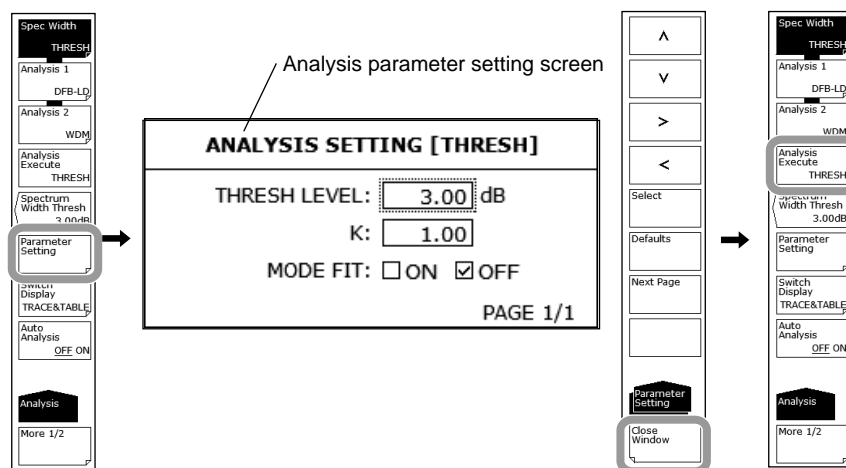 Spec Width
THRESH
Analysis 1
DFB-LD
Analysis 2
WDM
Analysis
Execute
THRESH
Spectrum
Width Thresh
3.00dB
Parameter
Setting
Switch
Display
TRACE&TABLE
Auto
Analysis
OFF ON
Analysis
More 1/2
Analysis parameter setting screen
ANALYSIS SETTING [THRESH]
THRESH LEVEL: 3.00 dB
K: 1.00
MODE FIT: ON OFF
PAGE 1/1
Select
Defaults
Next Page
Parameter
Setting
Close
Window
Spec Width
THRESH
Analysis 1
DFB-LD
Analysis 2
WDM
Analysis
Execute
THRESH
Spectrum
Width Thresh
3.00dB
Parameter
Setting
Switch
Display
TRACE&TABLE
Auto
Analysis
OFF ON
Analysis
More 1/2